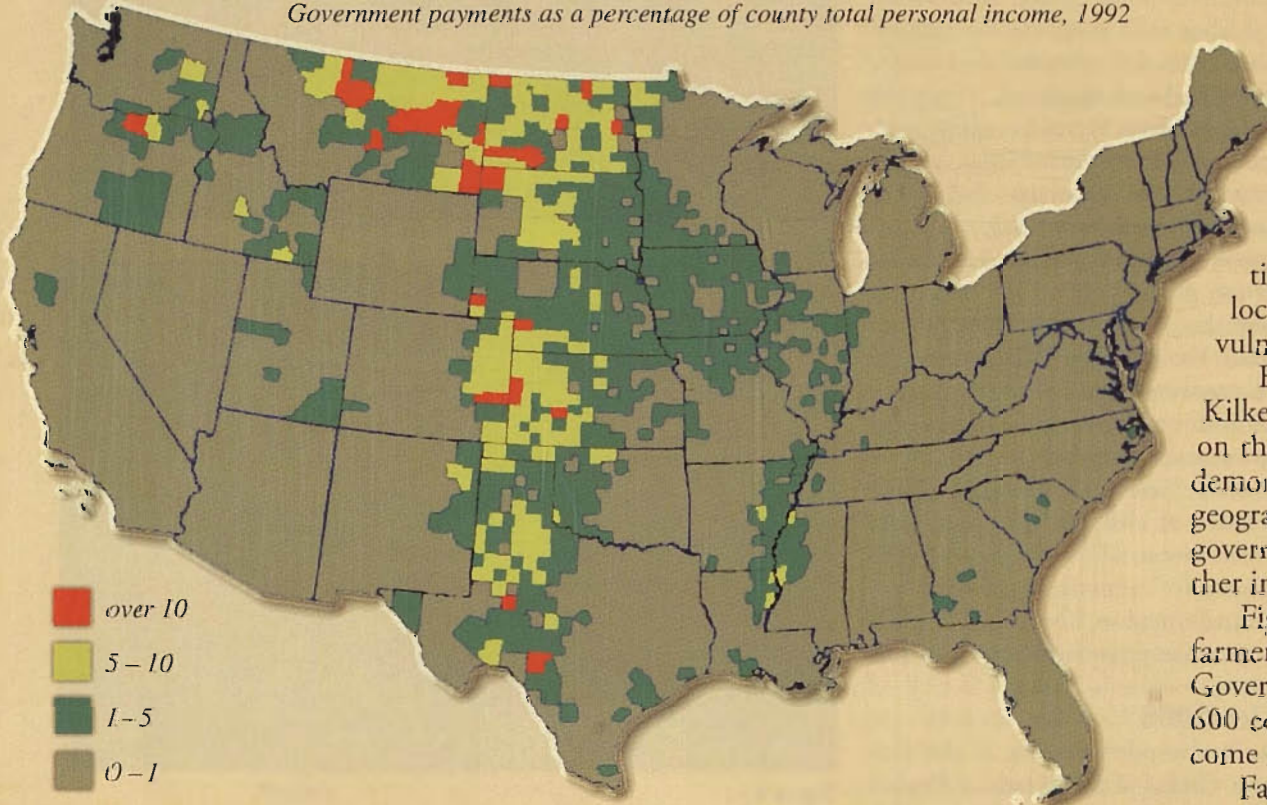 Government payments as a percentage of county total personal income, 1992
over 10
5 – 10
1 – 5
0 – 1
ti
loc
vuln
Kilke
on th
demon
geogra
govern
ther in
Fi
farmer
Gover
600 co
come
Fa